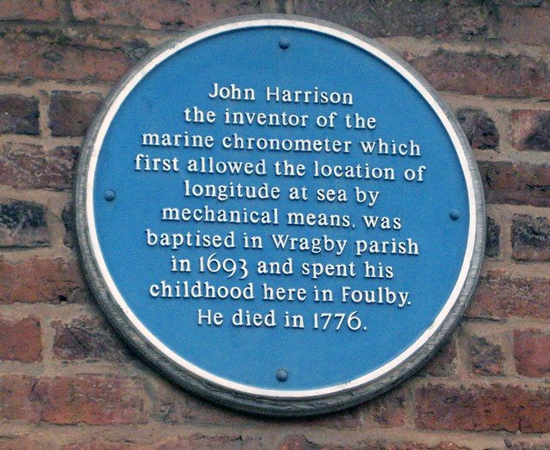 John Harrison
the inventor of the
marine chronometer which
first allowed the location of
longitude at sea by
mechanical means, was
baptised in Wragby parish
in 1693 and spent his
childhood here in Foulby.
He died in 1776.